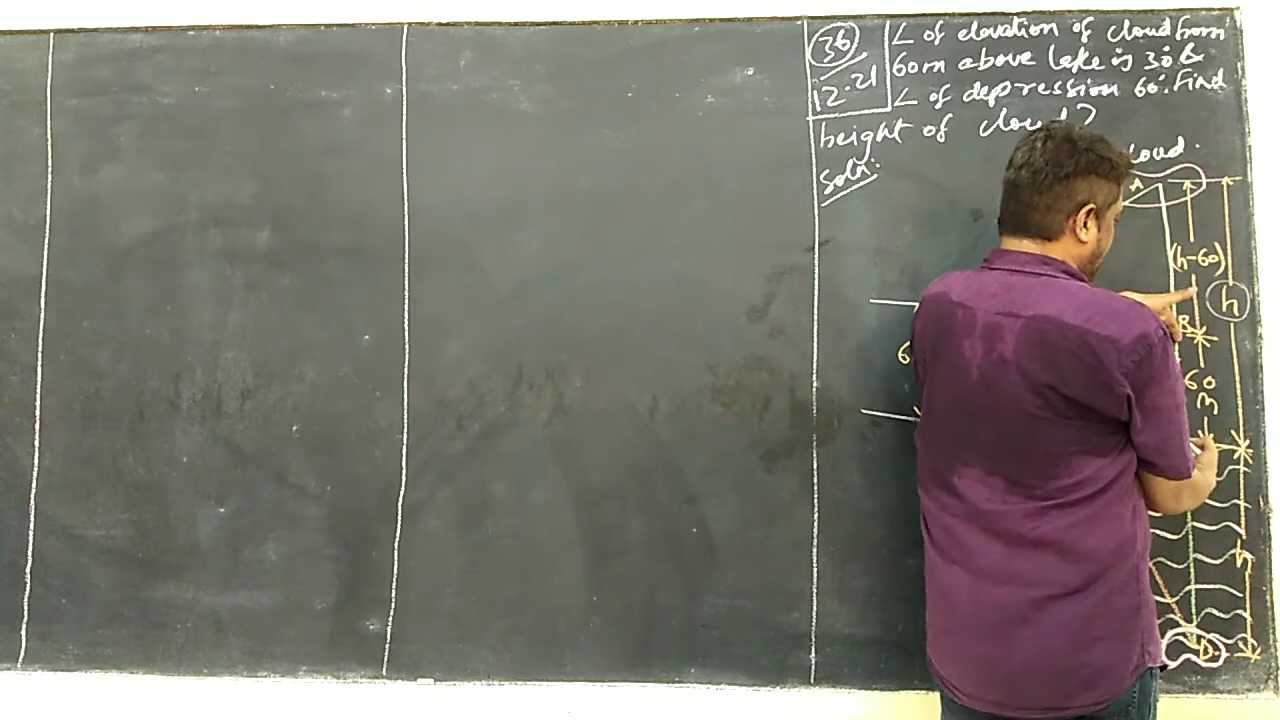 36
12.21
∠ of elevation of cloud from
60m above lake is 30° &
∠ of depression 60°. Find
height of cloud?
Soln:
cloud.
A
(h-60)
h
B
6
60
m
h
D